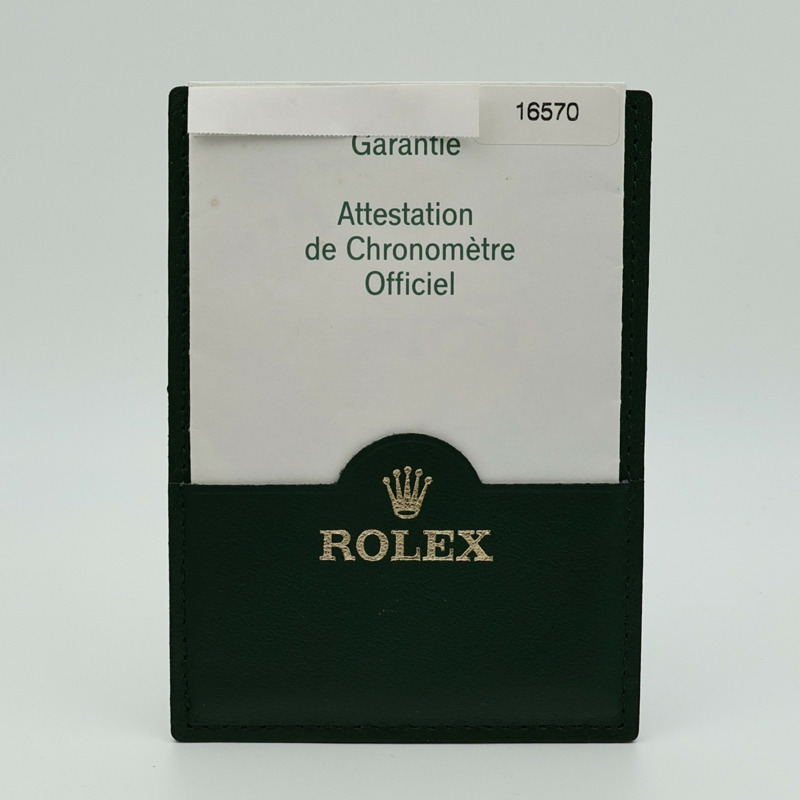 16570
Garantie
Attestation
de Chronomètre
Officiel
ROLEX